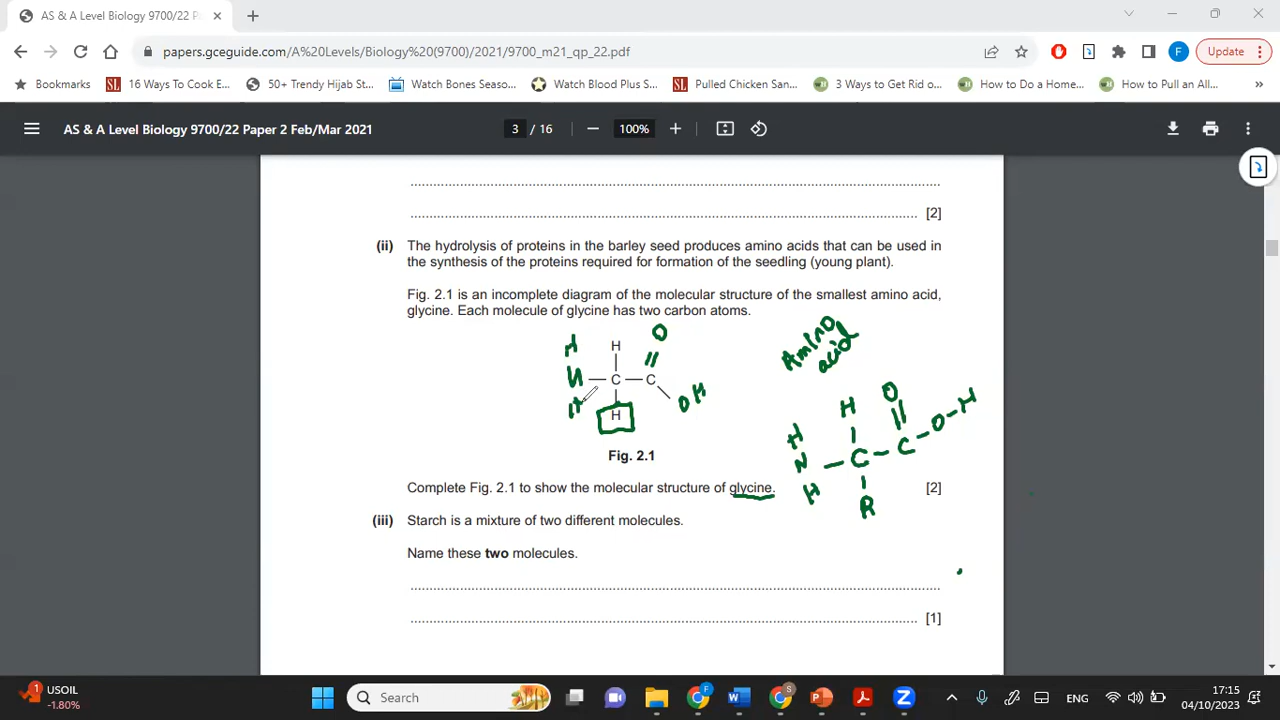 AS & A Level Biology 9700/22 P
papers.gceguide.com/A%20Levels/Biology%20(9700)/2021/9700_m21_qp_22.pdf
F
Update
Bookmarks
16 Ways To Cook E...
50+ Trendy Hijab St...
Watch Bones Seaso...
Watch Blood Plus S...
Pulled Chicken San...
3 Ways to Get Rid o...
How to Do a Home...
How to Pull an All...
»
AS & A Level Biology 9700/22 Paper 2 Feb/Mar 2021
3 / 16
100%
[2]
(ii) The hydrolysis of proteins in the barley seed produces amino acids that can be used in
the synthesis of the proteins required for formation of the seedling (young plant).
Fig. 2.1 is an incomplete diagram of the molecular structure of the smallest amino acid,
glycine. Each molecule of glycine has two carbon atoms.
H H O
N C C
H H OH
Amino
acid
H H O
N C C O H
H R
Fig. 2.1
Complete Fig. 2.1 to show the molecular structure of glycine. [2]
(iii) Starch is a mixture of two different molecules.
Name these two molecules.
[1]
1
USOIL
-1.80%
Search
F
S
ENG
17:15
04/10/2023